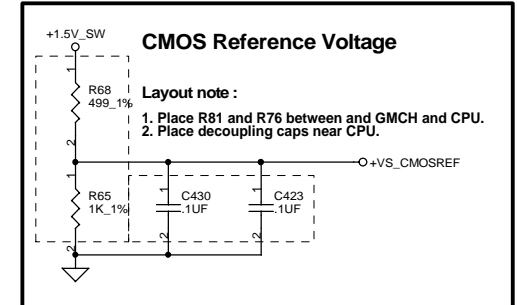 +1.5V_SW
CMOS Reference Voltage
1
R68
499_1%
2
Layout note :
1. Place R81 and R76 between and GMCH and CPU.
2. Place decoupling caps near CPU.
+VS_CMOSREF
1
R65
1K_1%
2
1
C430
.1UF
2
1
C423
.1UF
2